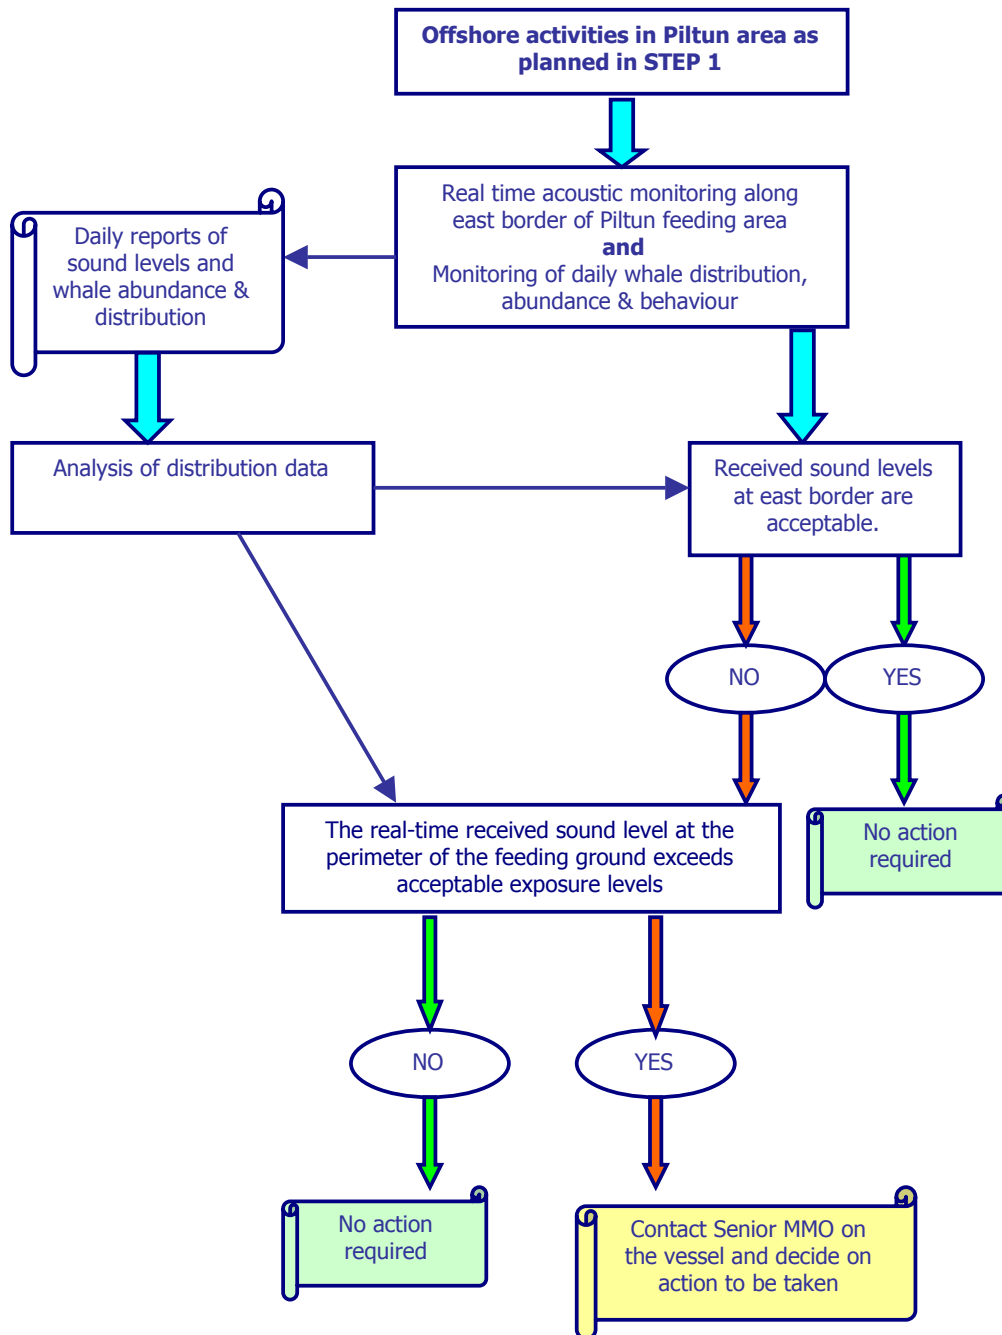 Offshore activities in Piltun area as
planned in STEP 1
Real time acoustic monitoring along
east border of Piltun feeding area
and
Monitoring of daily whale distribution,
abundance & behaviour
Daily reports of
sound levels and
whale abundance &
distribution
Analysis of distribution data
Received sound levels
at east border are
acceptable.
NO
YES
No action
required
The real-time received sound level at the
perimeter of the feeding ground exceeds
acceptable exposure levels
NO
YES
No action
required
Contact Senior MMO on
the vessel and decide on
action to be taken